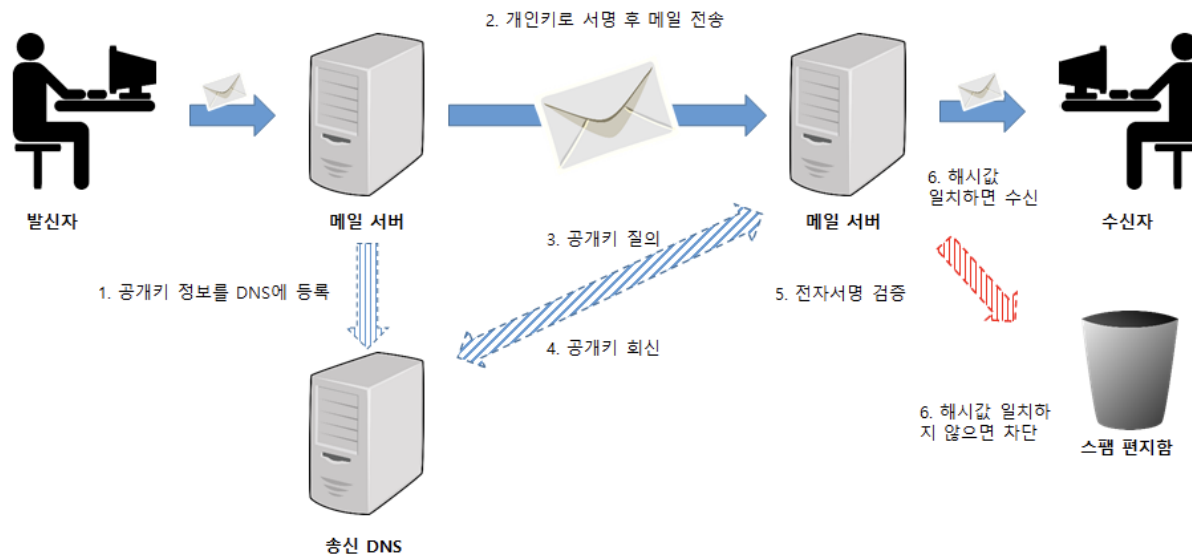 2. 개인키로 서명 후 메일 전송
발신자
메일 서버
메일 서버
6. 해시값
일치하면 수신
수신자
1. 공개키 정보를 DNS에 등록
3. 공개키 질의
5. 전자서명 검증
4. 공개키 회신
6. 해시값 일치하
지 않으면 차단
스팸 편지함
송신 DNS